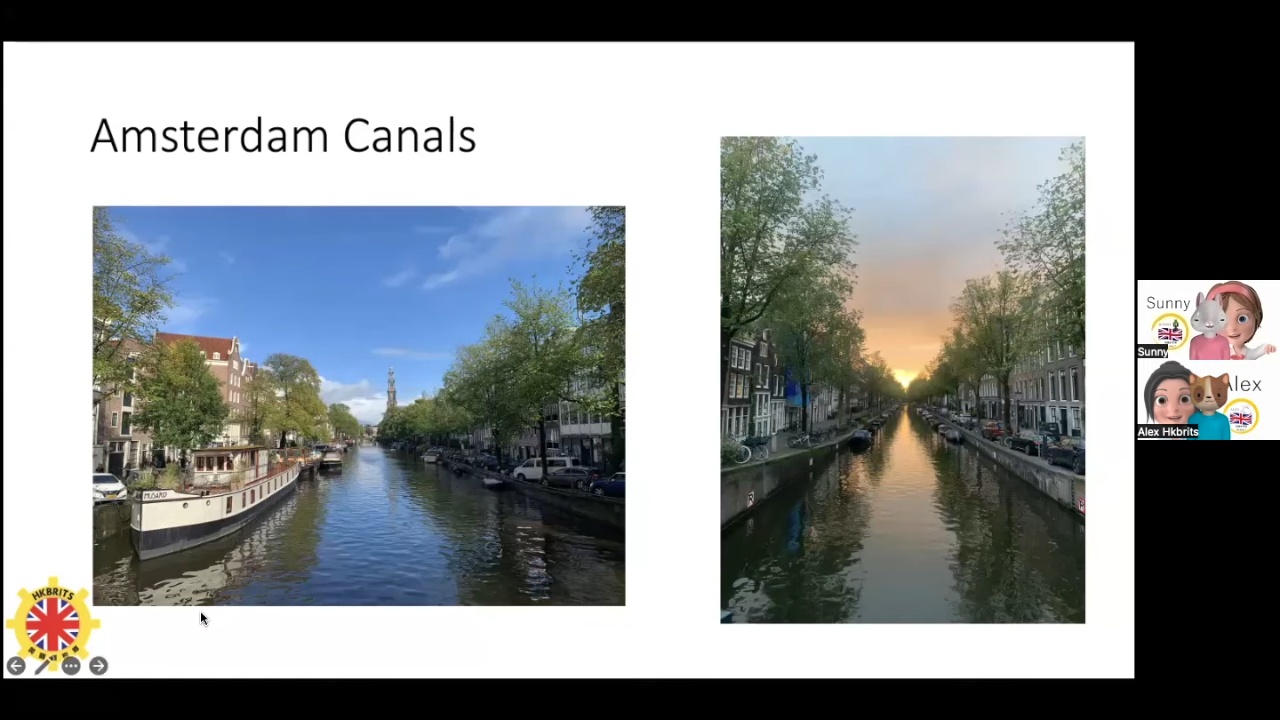 Amsterdam Canals
HKBRITS
Sunny
Sunny
Alex
Alex Hkbrits